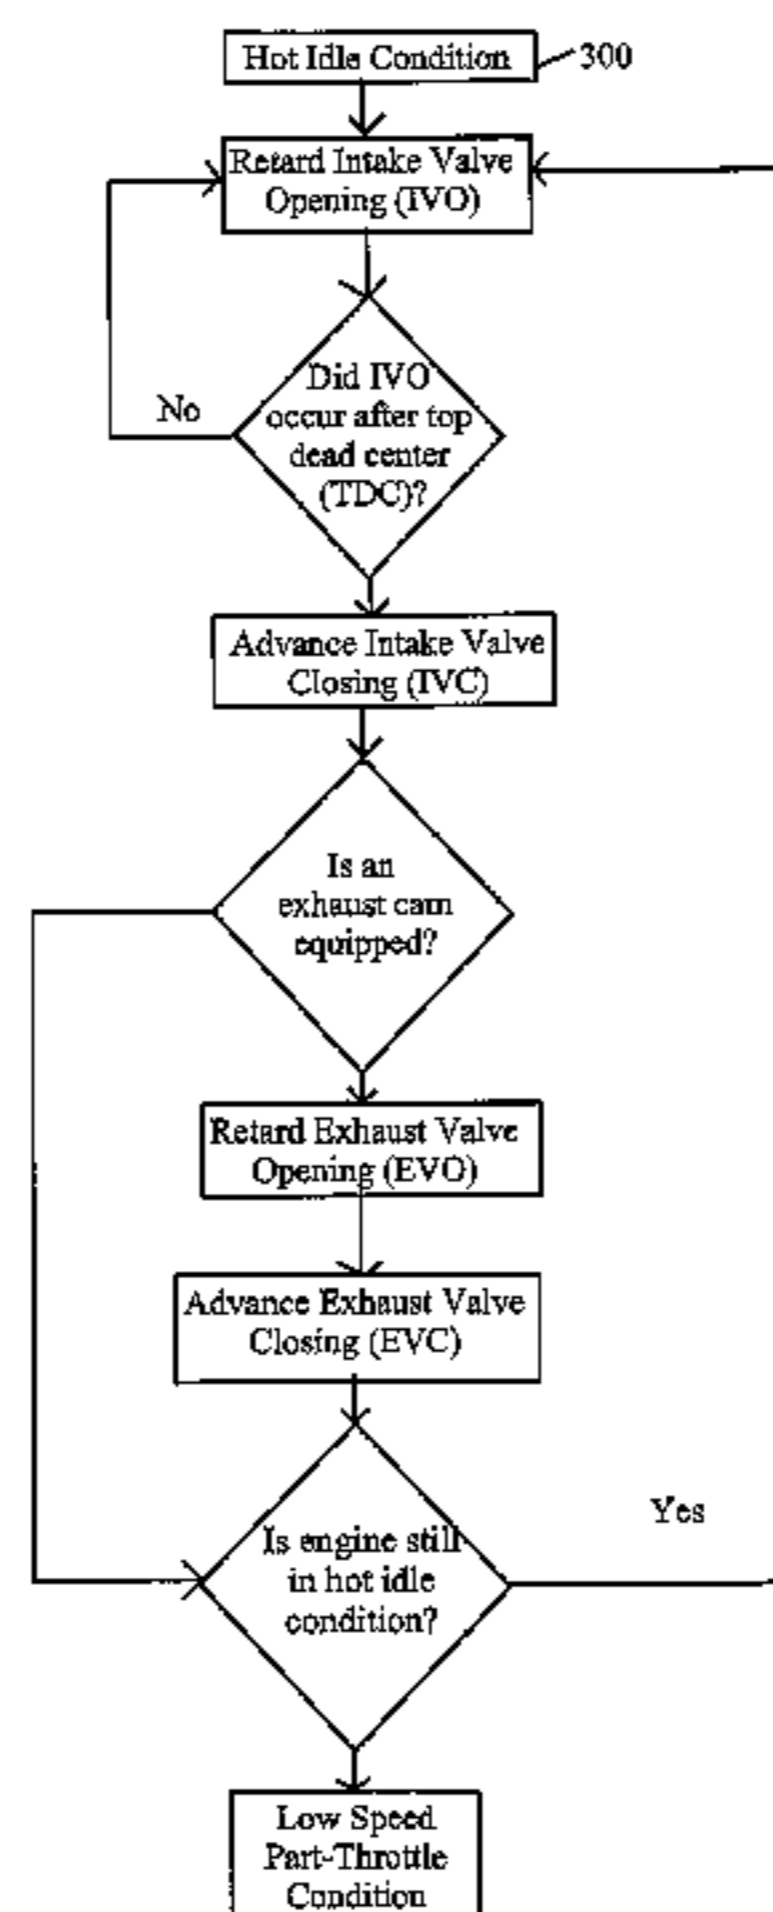 Hot Idle Condition
300
Retard Intake Valve
Opening (IVO)
Did IVO
occur after top
dead center
(TDC)?
No
Advance Intake Valve
Closing (IVC)
Is an
exhaust cam
equipped?
Retard Exhaust Valve
Opening (EVO)
Advance Exhaust Valve
Closing (EVC)
Is engine still
in hot idle
condition?
Yes
Low Speed
Part-Throttle
Condition